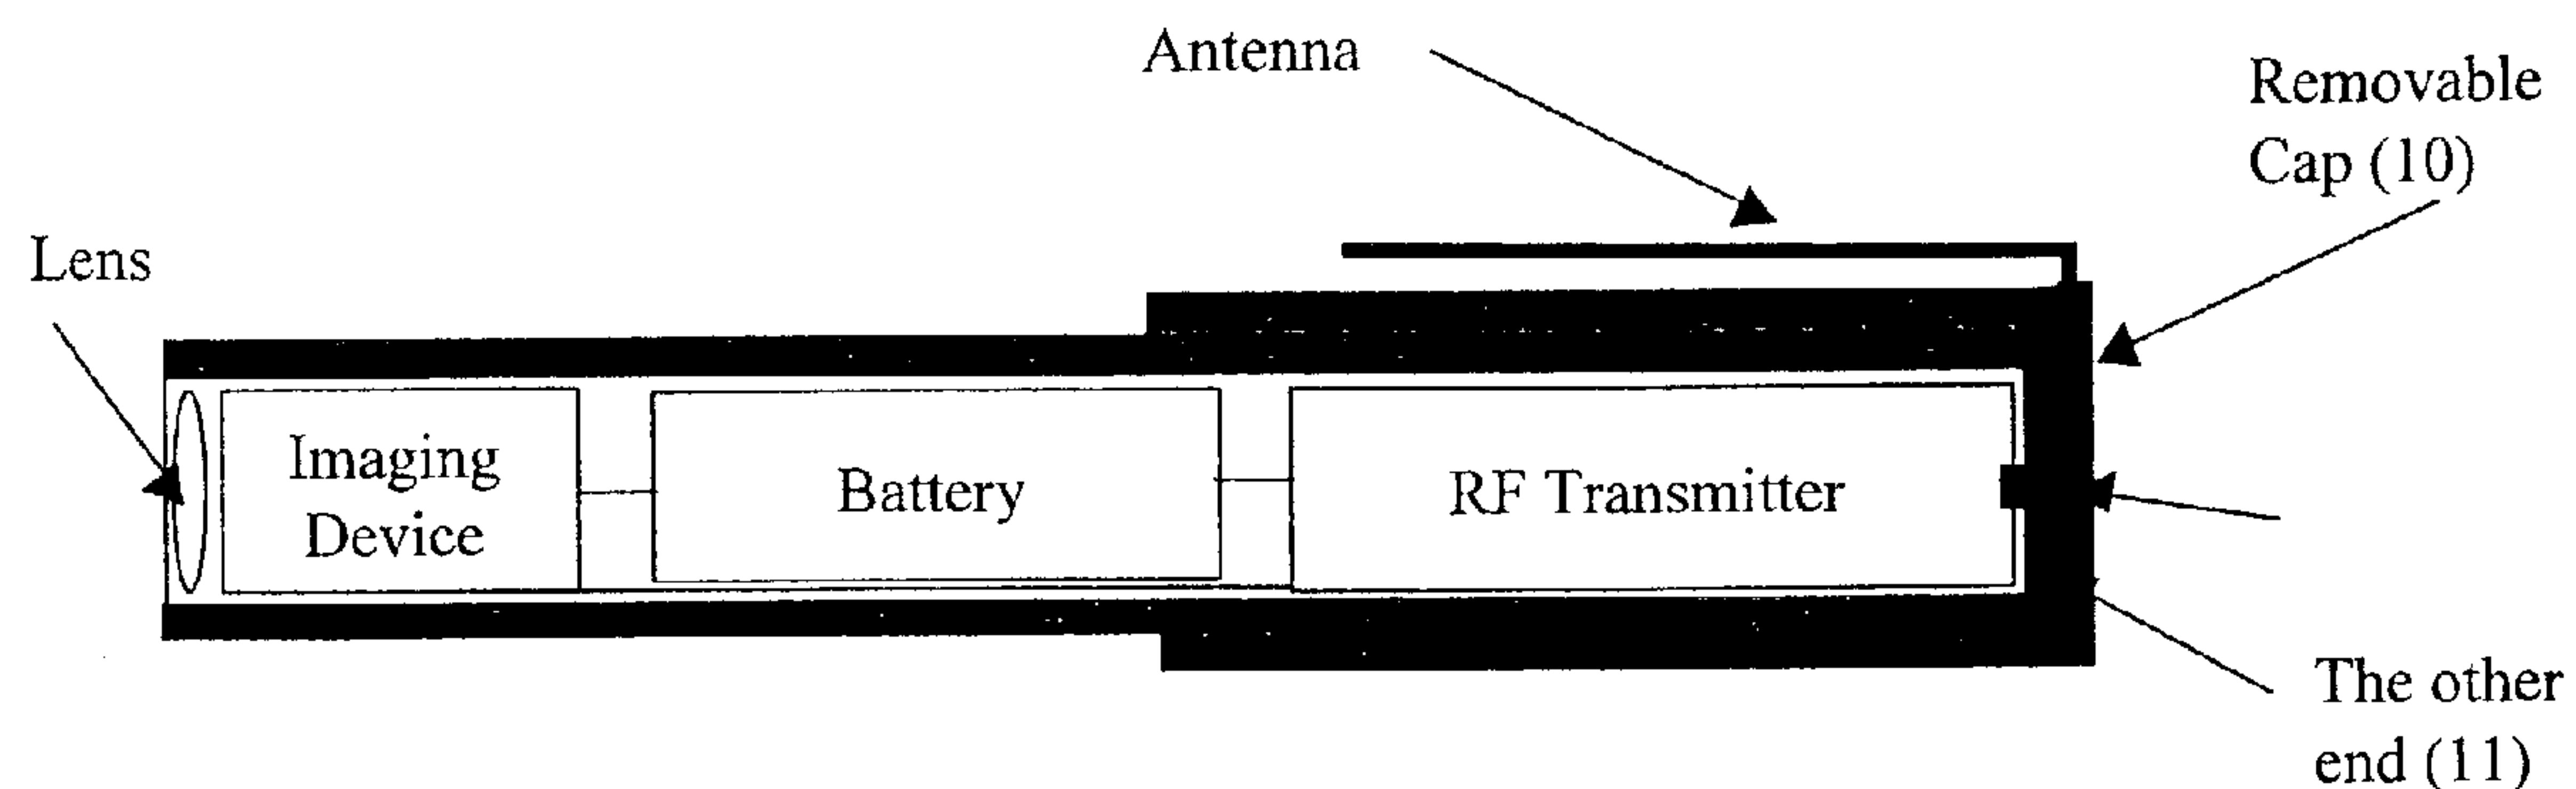 Antenna
Removable
Cap (10)
Lens
Imaging
Device
Battery
RF Transmitter
The other
end (11)